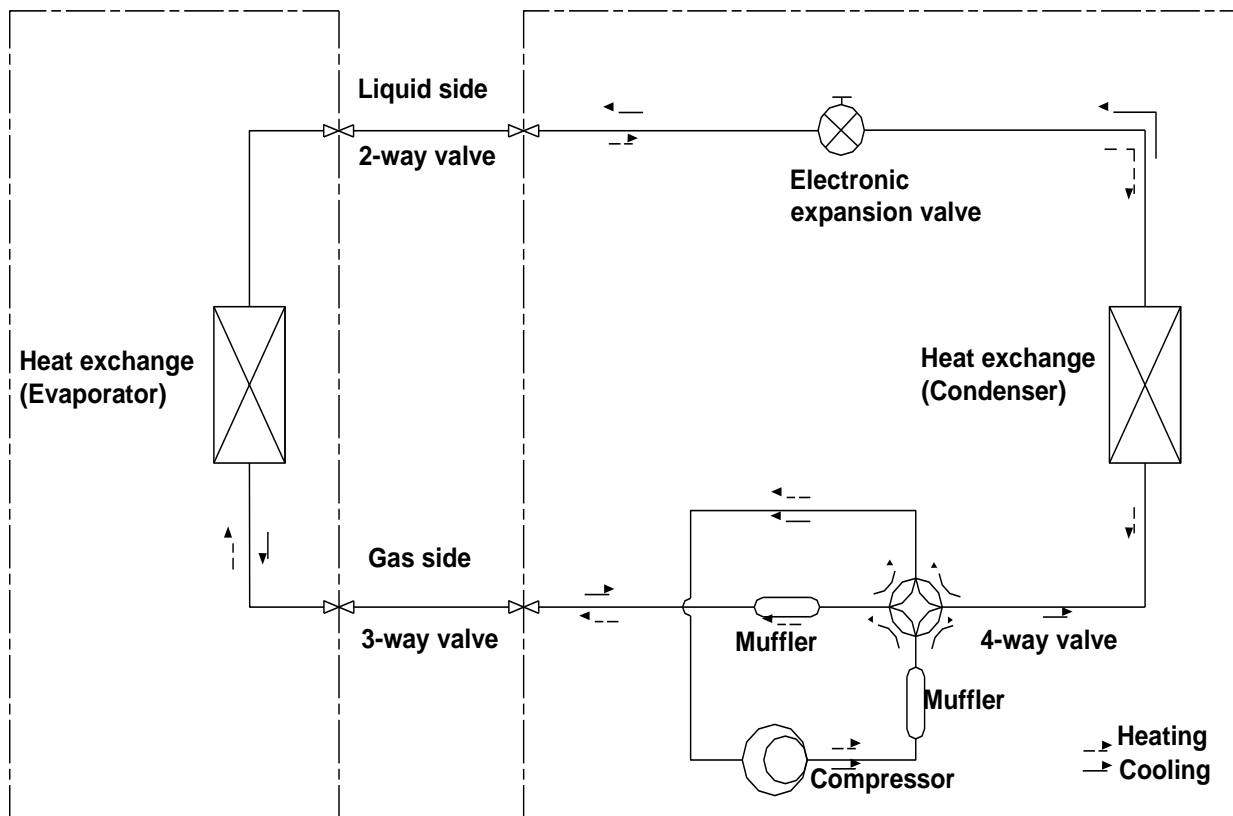 Liquid side
2-way valve
Electronic
expansion valve
Heat exchange
(Evaporator)
Heat exchange
(Condenser)
Gas side
3-way valve
Muffler
4-way valve
Muffler
Compressor
Heating
Cooling